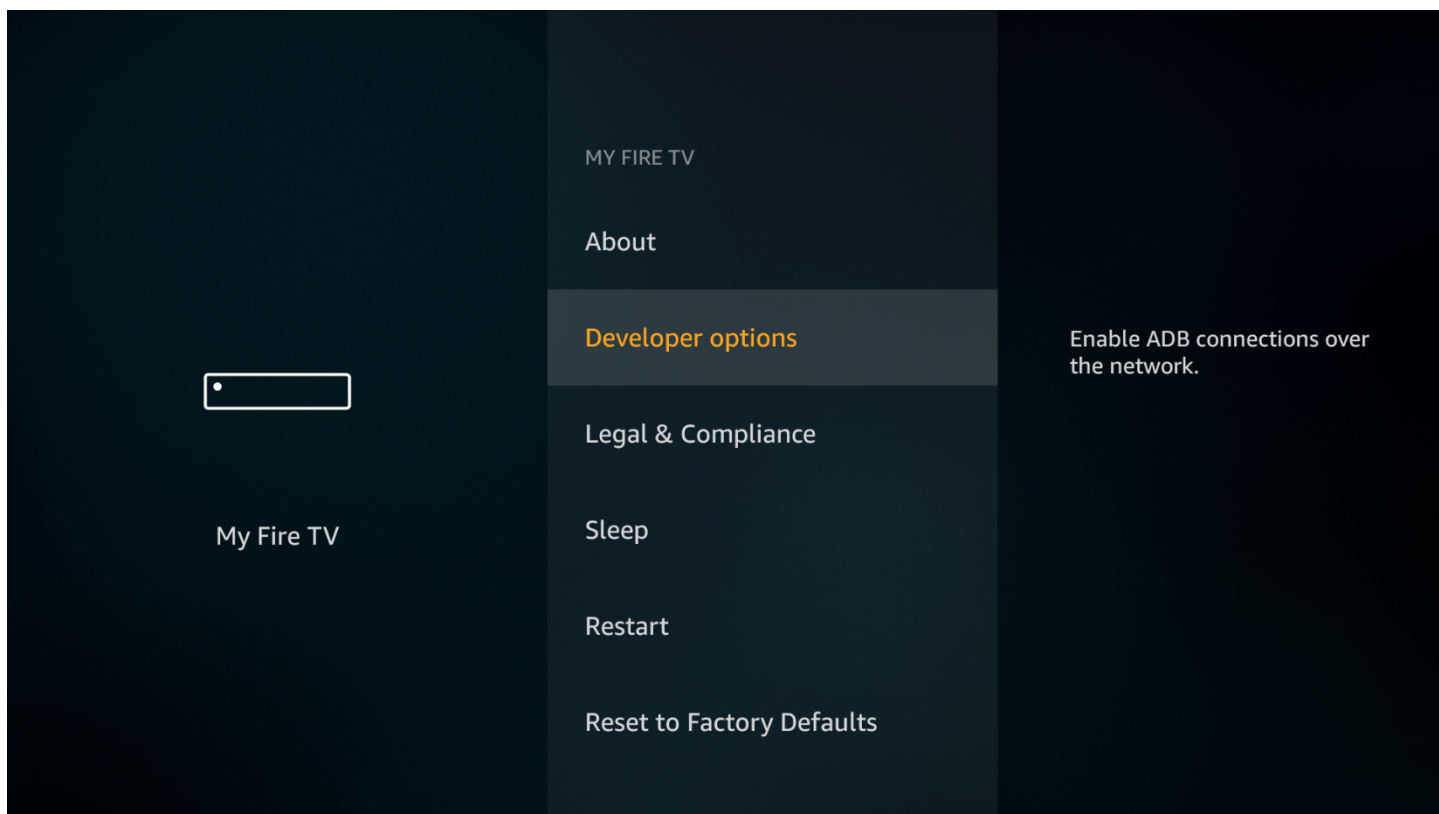 My Fire TV
MY FIRE TV
About
Developer options
Legal & Compliance
Sleep
Restart
Reset to Factory Defaults
Enable ADB connections over
the network.